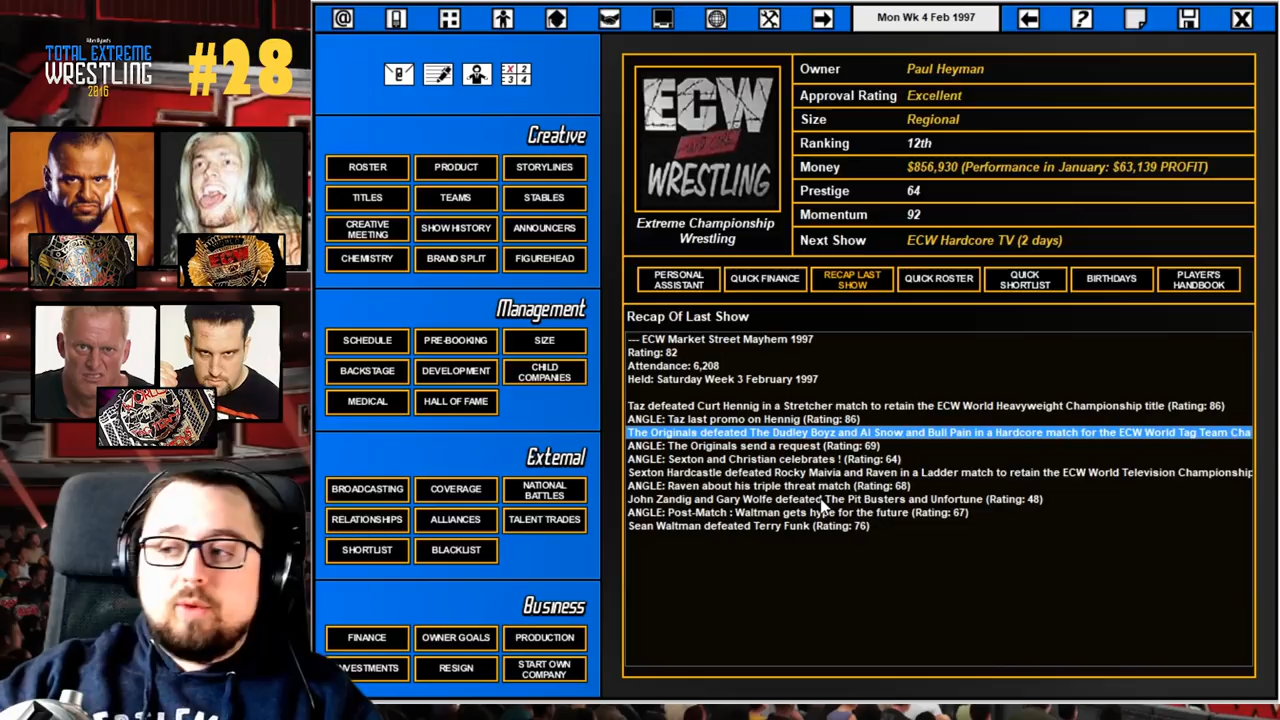 Adam Ryland's
TOTAL EXTREME
WRESTLING
2016
#28
Mon Wk 4 Feb 1997
Creative
ROSTER
PRODUCT
STORYLINES
TITLES
TEAMS
STABLES
CREATIVE
MEETING
SHOW HISTORY
ANNOUNCERS
CHEMISTRY
BRAND SPLIT
FIGUREHEAD
Management
SCHEDULE
PRE-BOOKING
SIZE
BACKSTAGE
DEVELOPMENT
CHILD
COMPANIES
MEDICAL
HALL OF FAME
External
BROADCASTING
COVERAGE
NATIONAL
BATTLES
RELATIONSHIPS
ALLIANCES
TALENT TRADES
SHORTLIST
BLACKLIST
Business
FINANCE
OWNER GOALS
PRODUCTION
NVESTMENTS
RESIGN
START OWN
COMPANY
ECW
HARDCORE
WRESTLING
Extreme Championship
Wrestling
Owner Paul Heyman
Approval Rating Excellent
Size Regional
Ranking 12th
Money $856,930 (Performance in January: $63,139 PROFIT)
Prestige 64
Momentum 92
Next Show ECW Hardcore TV (2 days)
PERSONAL
ASSISTANT
QUICK FINANCE
RECAP LAST
SHOW
QUICK ROSTER
QUICK
SHORTLIST
BIRTHDAYS
PLAYER'S
HANDBOOK
Recap Of Last Show
--- ECW Market Street Mayhem 1997
Rating: 82
Attendance: 6,208
Held: Saturday Week 3 February 1997
Taz defeated Curt Hennig in a Stretcher match to retain the ECW World Heavyweight Championship title (Rating: 86)
ANGLE: Taz last promo on Hennig (Rating: 86)
The Originals defeated The Dudley Boyz and Al Snow and Bull Pain in a Hardcore match for the ECW World Tag Team Cha
ANGLE: The Originals send a request (Rating: 69)
ANGLE: Sexton and Christian celebrates ! (Rating: 64)
Sexton Hardcastle defeated Rocky Maivia and Raven in a Ladder match to retain the ECW World Television Championship
ANGLE: Raven about his triple threat match (Rating: 68)
John Zandig and Gary Wolfe defeated The Pit Busters and Unfortune (Rating: 48)
ANGLE: Post-Match : Waltman gets hype for the future (Rating: 67)
Sean Waltman defeated Terry Funk (Rating: 76)